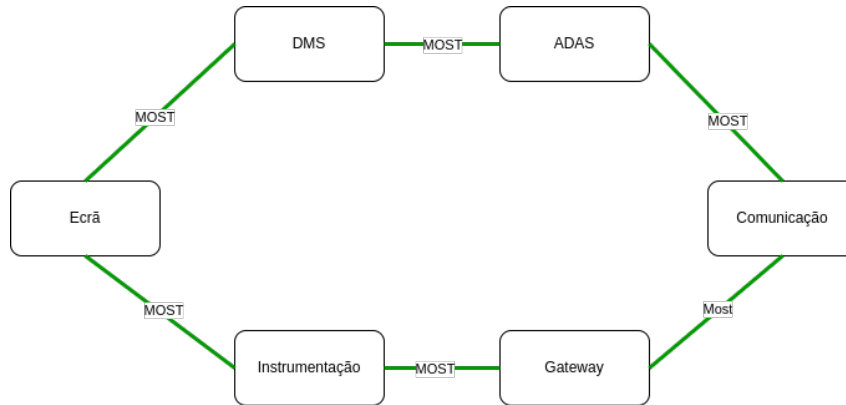 DMS
MOST
ADAS
MOST
MOST
Ecrã
Comunicação
MOST
Most
Instrumentação
MOST
Gateway